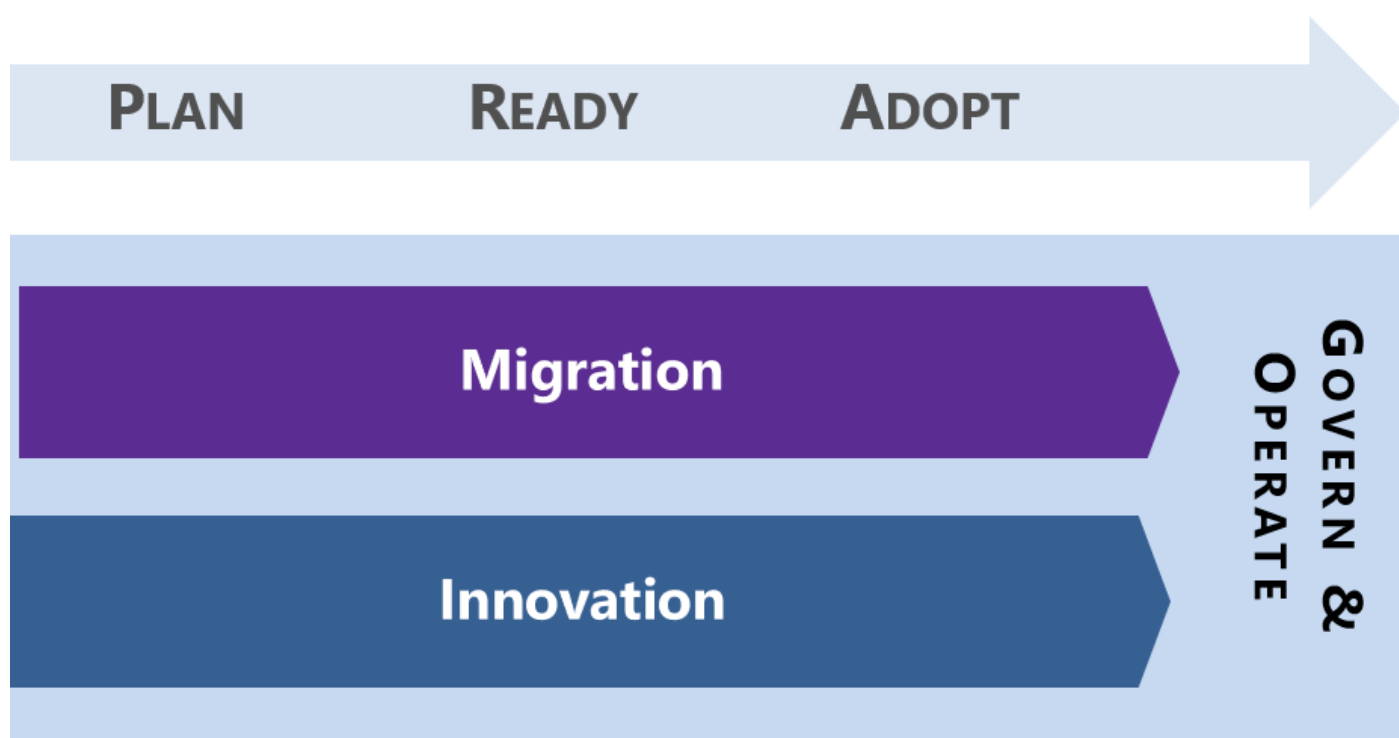 PLAN READY ADOPT
Migration
Innovation
GOVERN &
OPERATE